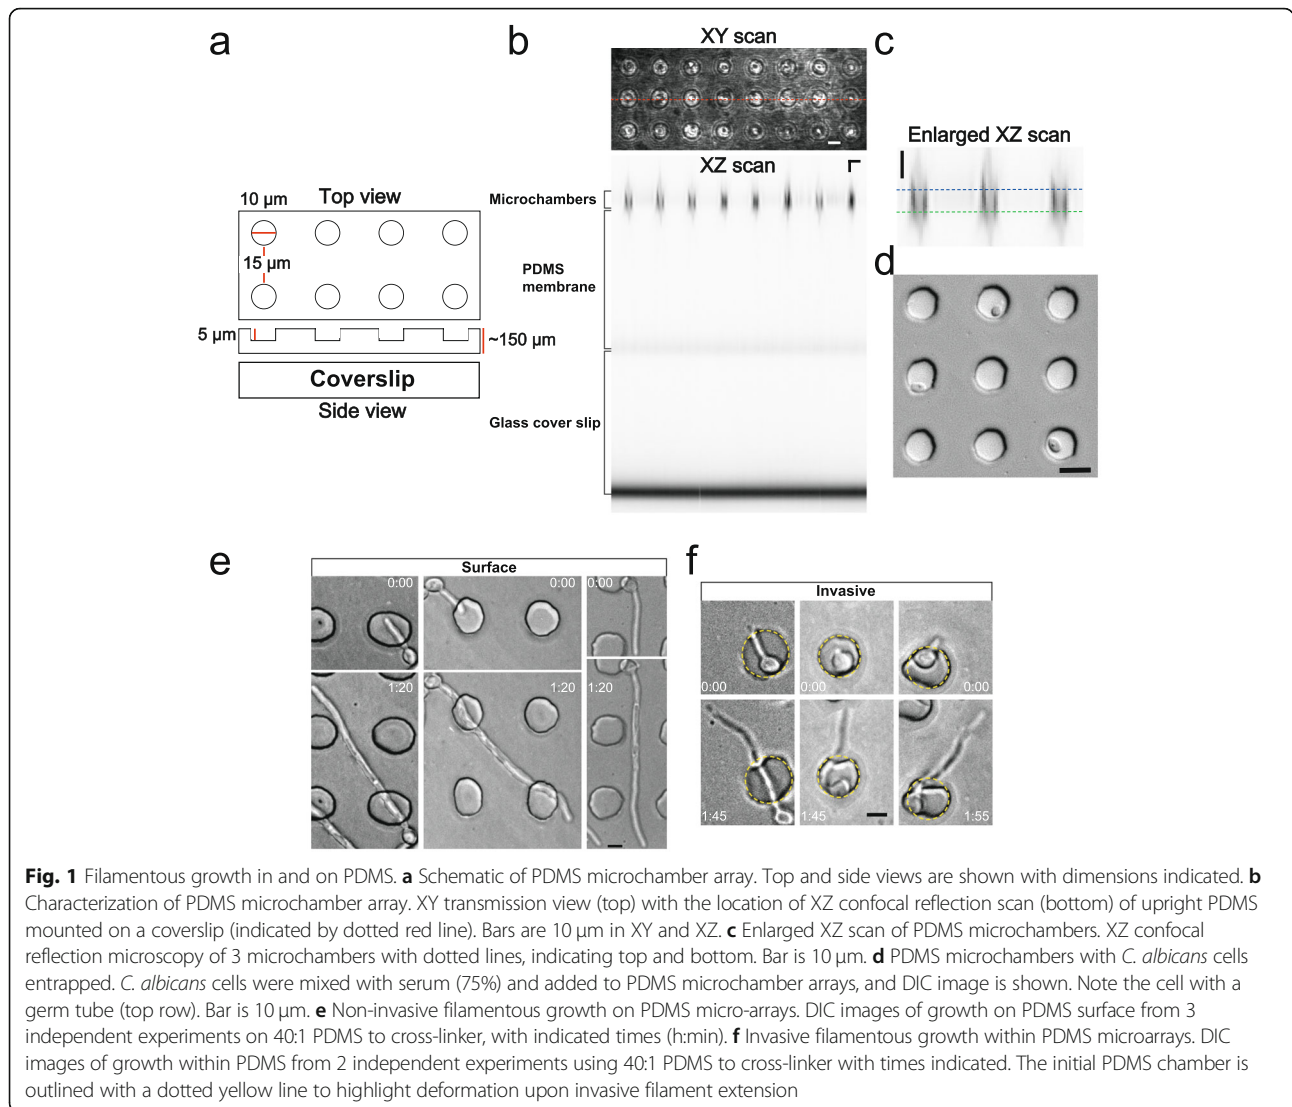 a
Top view
10 µm
15 µm
5 µm
~150 µm
Coverslip
Side view
b
XY scan
XZ scan
Microchambers
PDMS
membrane
Glass cover slip
c
Enlarged XZ scan
d
e
Surface
0:00
0:00
0:00
1:20
1:20
1:20
f
Invasive
0:00
0:00
0:00
1:45
1:45
1:55
Fig. 1 Filamentous growth in and on PDMS. a Schematic of PDMS microchamber array. Top and side views are shown with dimensions indicated. b
Characterization of PDMS microchamber array. XY transmission view (top) with the location of XZ confocal reflection scan (bottom) of upright PDMS
mounted on a coverslip (indicated by dotted red line). Bars are 10 µm in XY and XZ. c Enlarged XZ scan of PDMS microchambers. XZ confocal
reflection microscopy of 3 microchambers with dotted lines, indicating top and bottom. Bar is 10 µm. d PDMS microchambers with C. albicans cells
entrapped. C. albicans cells were mixed with serum (75%) and added to PDMS microchamber arrays, and DIC image is shown. Note the cell with a
germ tube (top row). Bar is 10 µm. e Non-invasive filamentous growth on PDMS micro-arrays. DIC images of growth on PDMS surface from 3
independent experiments on 40:1 PDMS to cross-linker, with indicated times (h:min). f Invasive filamentous growth within PDMS microarrays. DIC
images of growth within PDMS from 2 independent experiments using 40:1 PDMS to cross-linker with times indicated. The initial PDMS chamber is
outlined with a dotted yellow line to highlight deformation upon invasive filament extension